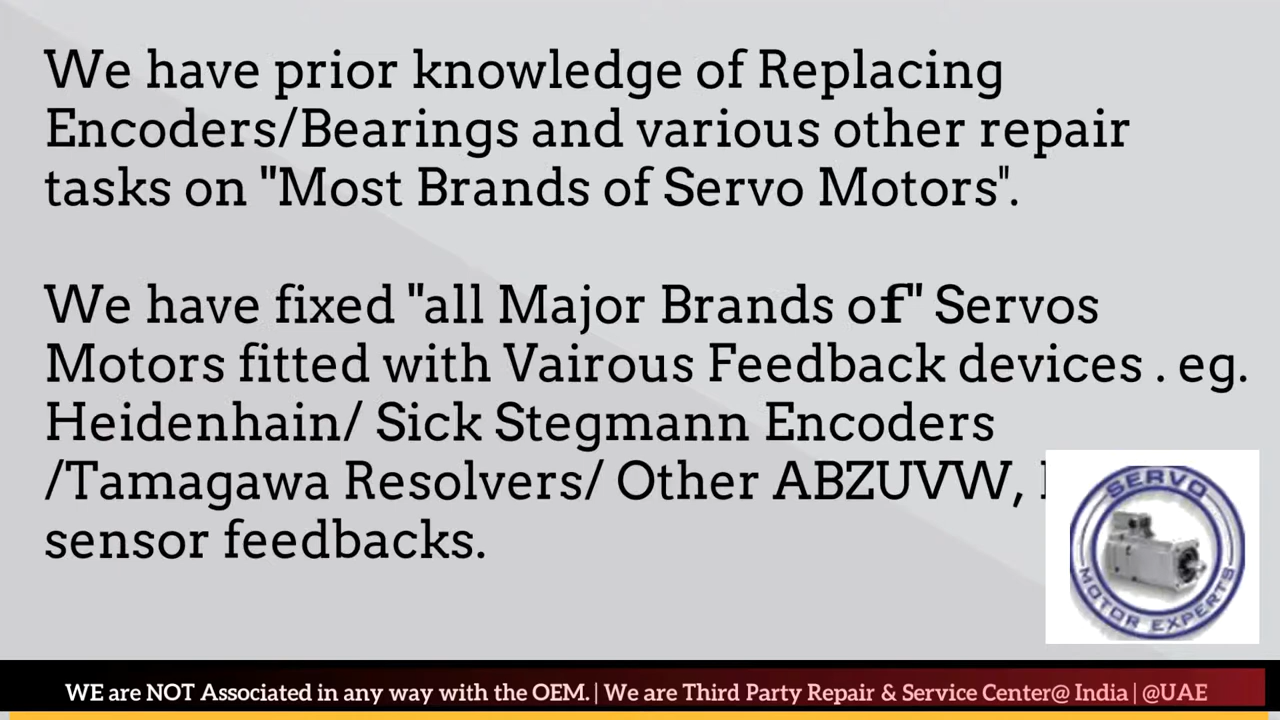 We have prior knowledge of Replacing
Encoders/Bearings and various other repair
tasks on "Most Brands of Servo Motors".
We have fixed "all Major Brands of" Servos
Motors fitted with Vairous Feedback devices . eg.
Heidenhain/ Sick Stegmann Encoders
/Tamagawa Resolvers/ Other ABZUVW,
sensor feedbacks.
SERVO
MOTOR EXPERTS
WE are NOT Associated in any way with the OEM. | We are Third Party Repair & Service Center@ India | @UAE